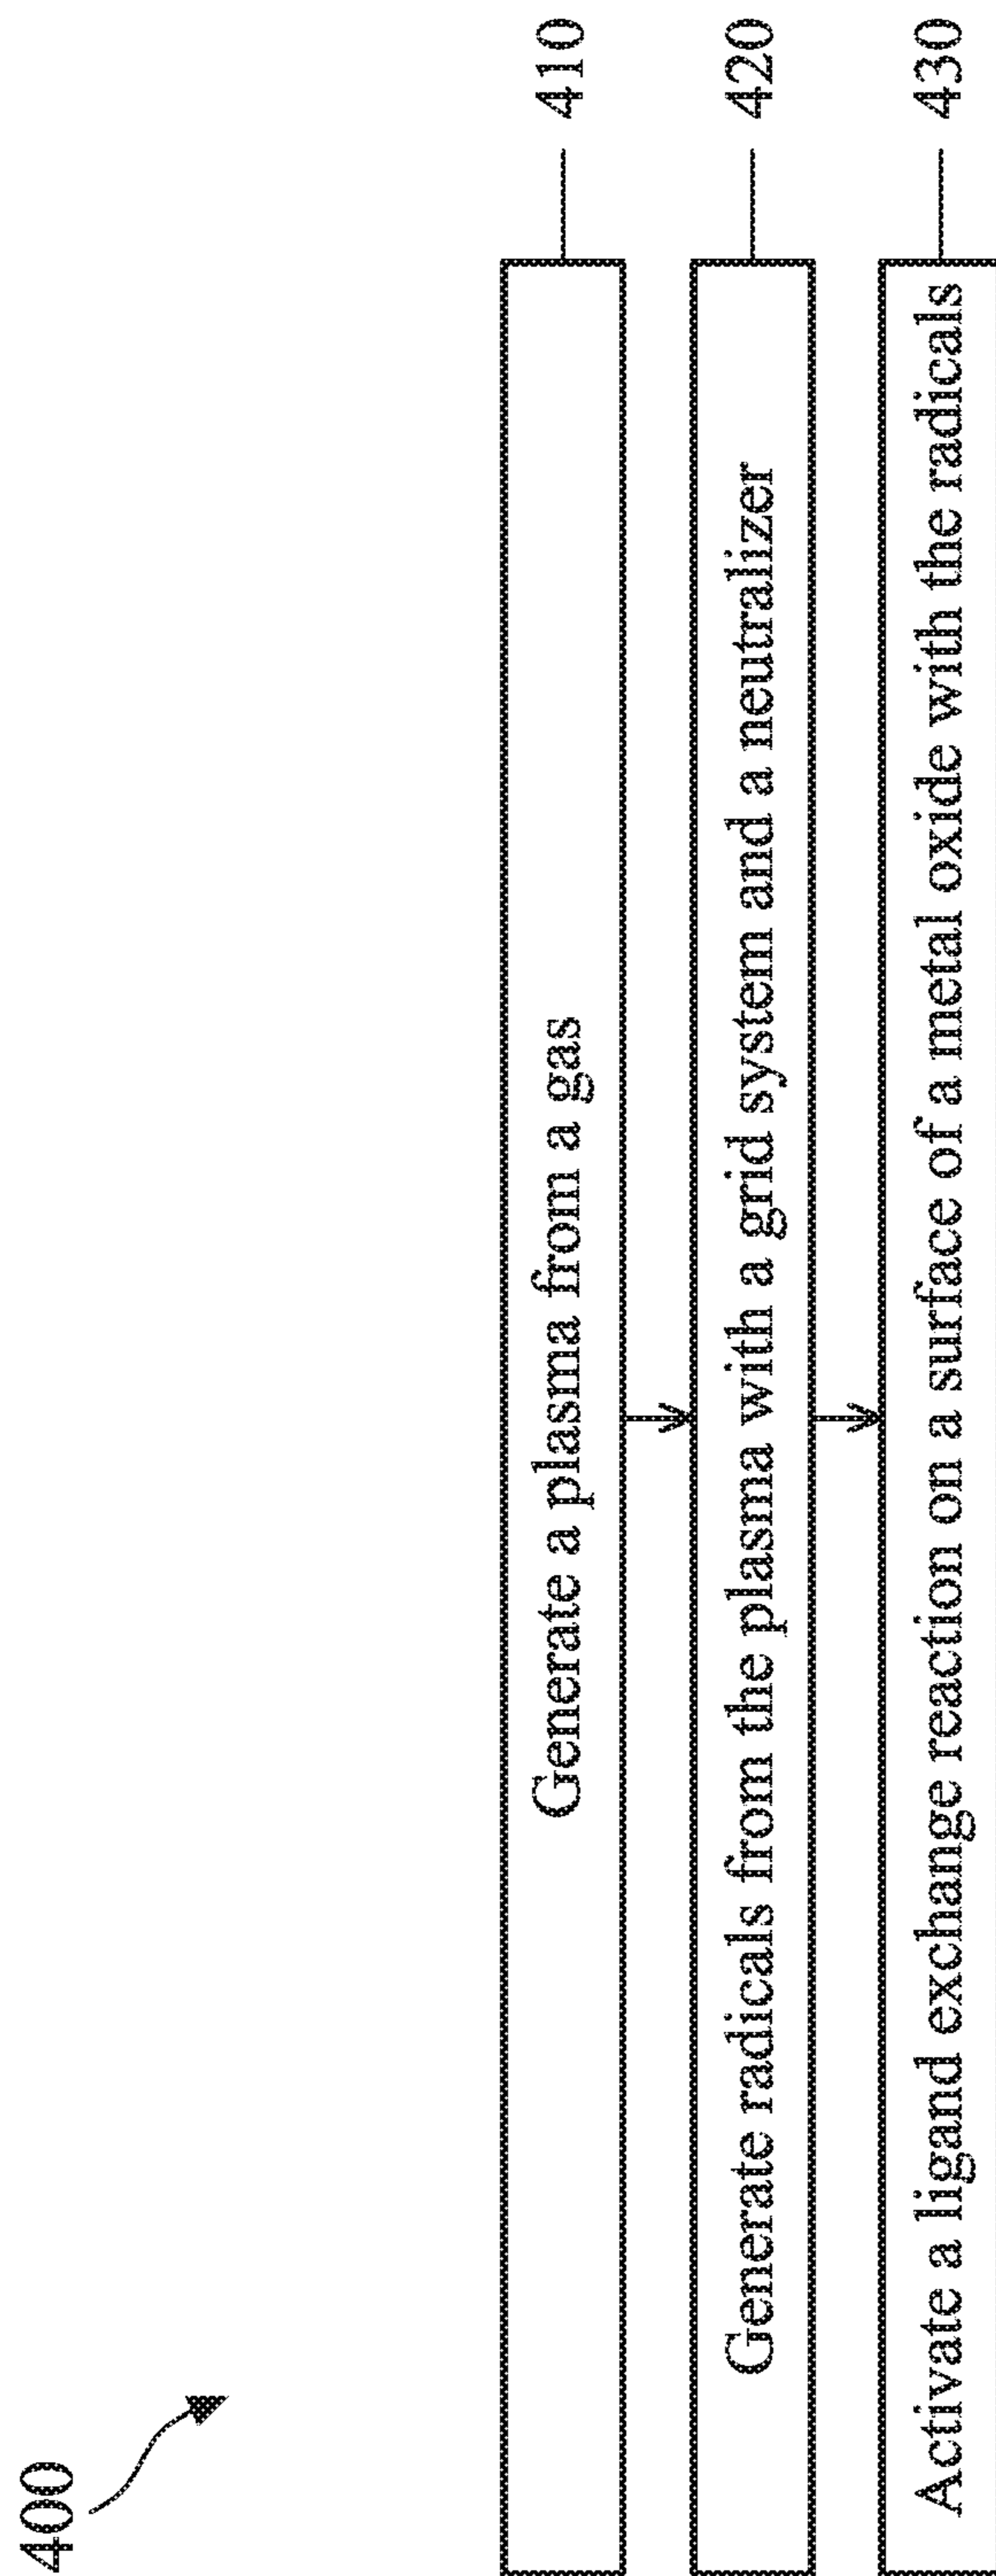 400
Generate a plasma from a gas
410
Generate radicals from the plasma with a grid system and a neutralizer
420
Activate a ligand exchange reaction on a surface of a metal oxide with the radicals
430